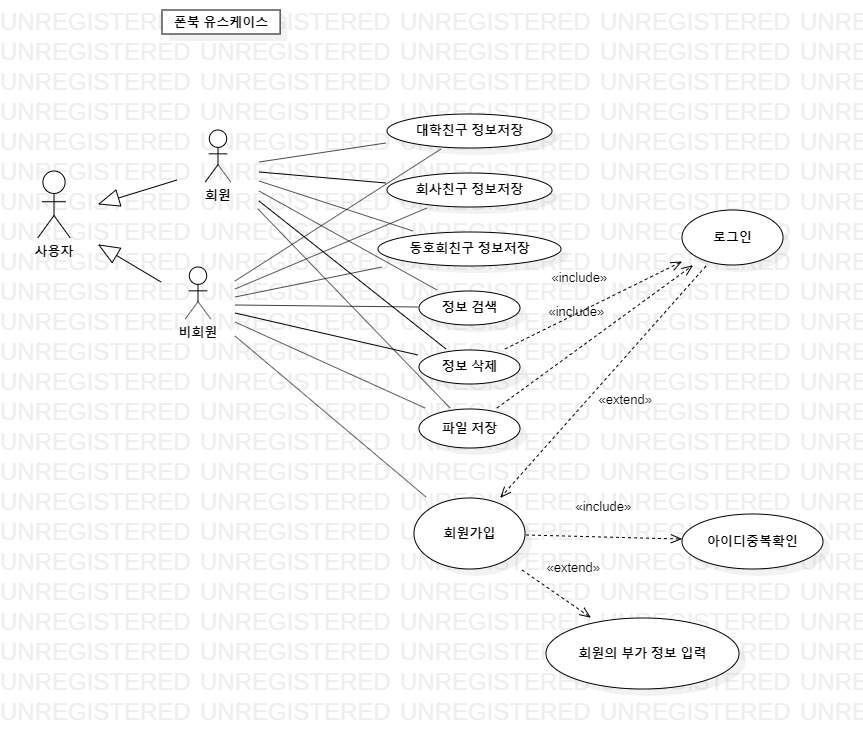 폰북 유스케이스
대학친구 정보저장
회원
회사친구 정보저장
사용자
동호회친구 정보저장
로그인
비회원
«include»
정보 검색
«include»
정보 삭제
«extend»
파일 저장
«include»
회원가입
아이디중복확인
«extend»
회원의 부가 정보 입력
UNREGISTERED